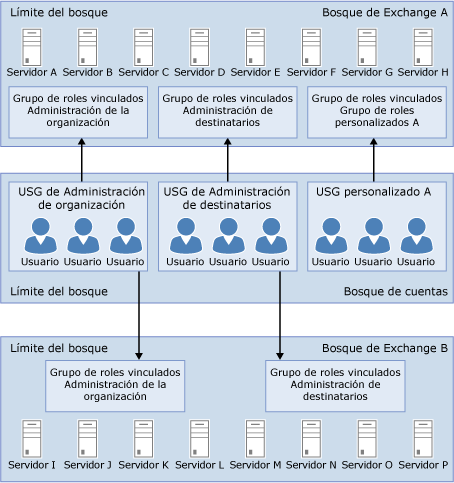 Límite del bosque
Bosque de Exchange A
Servidor A Servidor B Servidor C Servidor D Servidor E Servidor F Servidor G Servidor H
Grupo de roles vinculados
Administración de la
organización
Grupo de roles vinculados
Administración de
destinatarios
Grupo de roles vinculados
Grupo de roles
personalizados A
USG de Administración
de organización
Usuario Usuario Usuario
USG de Administración
de destinatarios
Usuario Usuario Usuario
USG personalizado A
Usuario Usuario Usuario
Límite del bosque
Bosque de cuentas
Límite del bosque
Bosque de Exchange B
Grupo de roles vinculados
Administración de la
organización
Grupo de roles vinculados
Administración de
destinatarios
Servidor I Servidor J Servidor K Servidor L Servidor M Servidor N Servidor O Servidor P